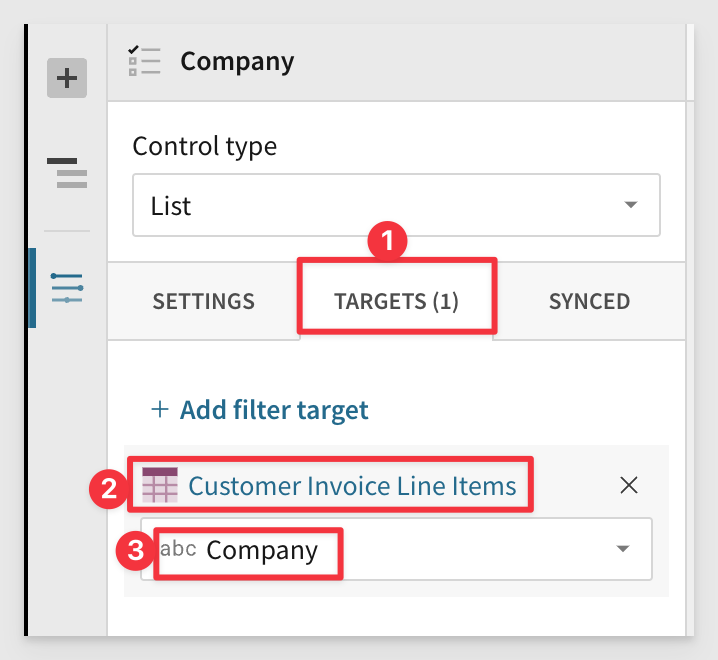 Company
Control type
List
1
SETTINGS TARGETS (1) SYNCED
+ Add filter target
2 Customer Invoice Line Items
3 abc Company